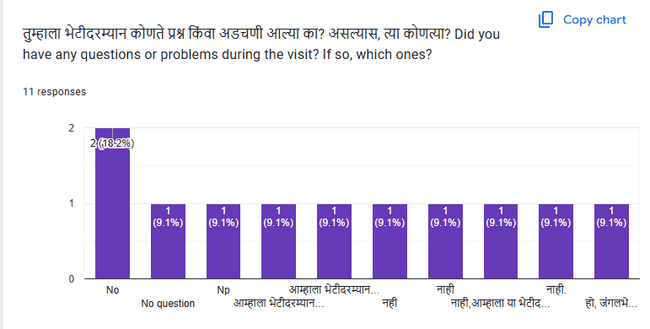 तुम्हाला भेटीदरम्यान कोणते प्रश्न किंवा अडचणी आल्या का? असल्यास, त्या कोणत्या? Did you
have any questions or problems during the visit? If so, which ones?
Copy chart
11 responses
2
2 (18.2%)
1
1 1 1 1 1 1 1 1 1
(9.1%) (9.1%) (9.1%) (9.1%) (9.1%) (9.1%) (9.1%) (9.1%) (9.1%)
0
No Np आम्हाला भेटीदरम्यान... नाही नाही.
No question आम्हाला भेटीदरम्यान... नही नाही,आम्हाला या भेटीद... हो, जंगलभे...